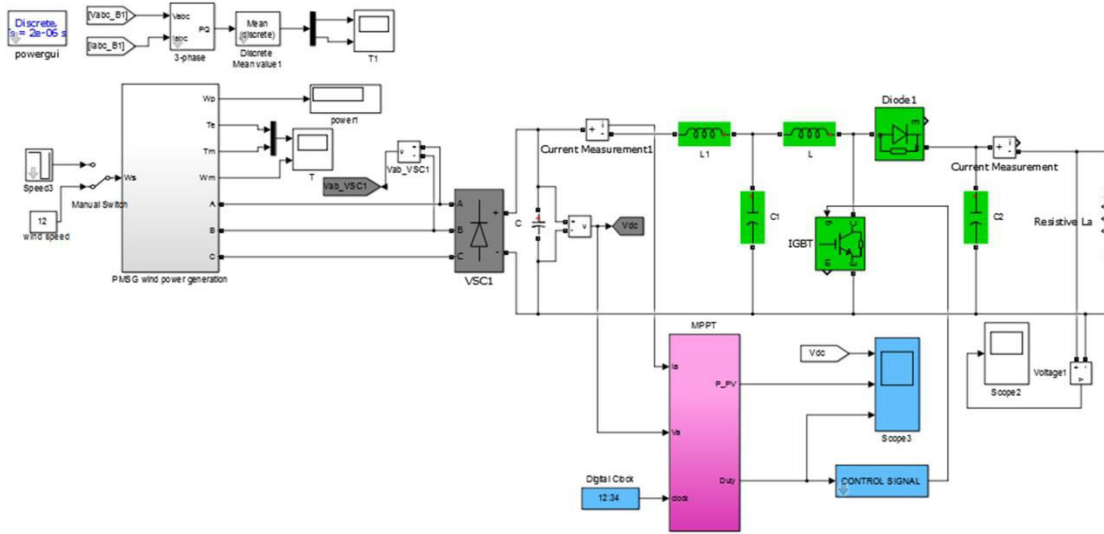 Discrete,
s = 2e-06 s
powergui
[Vabc_B1]
[Iabc_B1]
Vabc
Iabc
PQ
3-phase
Mean
(discrete)
Discrete
Mean value1
T1
Speed3
12
wind speed
Manual Switch
Ws
Wp
Te
Tm
Wm
A
B
C
PMSG wind power generation
power1
T
Vab_VSC1
v
+
-
Vab_VSC1
A
B
C
+
-
VSC1
C
+
-
v
Vdc
+
i
-
Current Measurement1
L1
L
C1
IGBT
g
C
m
E
Diode1
m
+
i
-
Current Measurement
C2
Resistive La
Scope2
Voltage1
+
-
v
MPPT
Ia
Va
clock
P_PV
Duty
Vdc
Scope3
Digital Clock
12:34
CONTROL SIGNAL